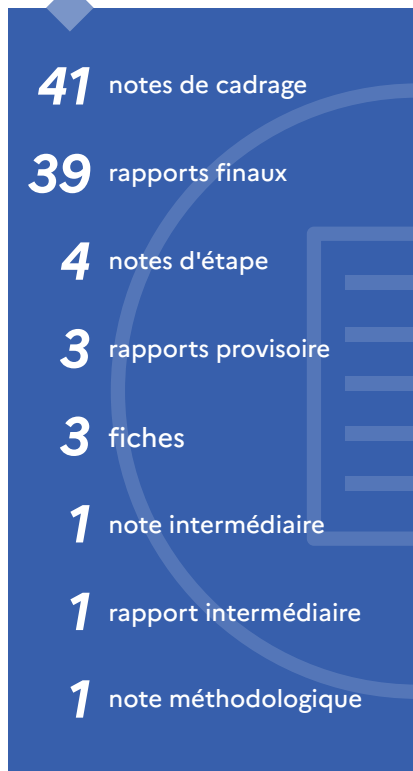 41 notes de cadrage
39 rapports finaux
4 notes d'étape
3 rapports provisoire
3 fiches
1 note intermédiaire
1 rapport intermédiaire
1 note méthodologique